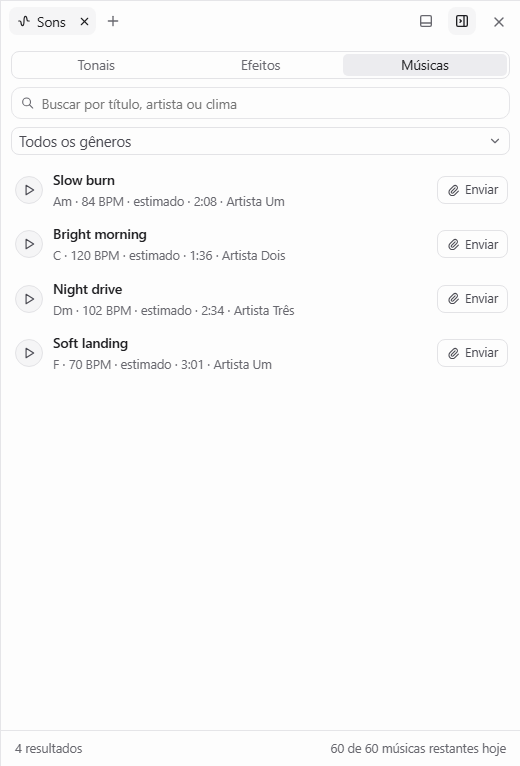 Sons
Tonais
Efeitos
Músicas
Buscar por título, artista ou clima
Todos os gêneros
Slow burn
Am · 84 BPM · estimado · 2:08 · Artista Um
Enviar
Bright morning
C · 120 BPM · estimado · 1:36 · Artista Dois
Enviar
Night drive
Dm · 102 BPM · estimado · 2:34 · Artista Três
Enviar
Soft landing
F · 70 BPM · estimado · 3:01 · Artista Um
Enviar
4 resultados
60 de 60 músicas restantes hoje